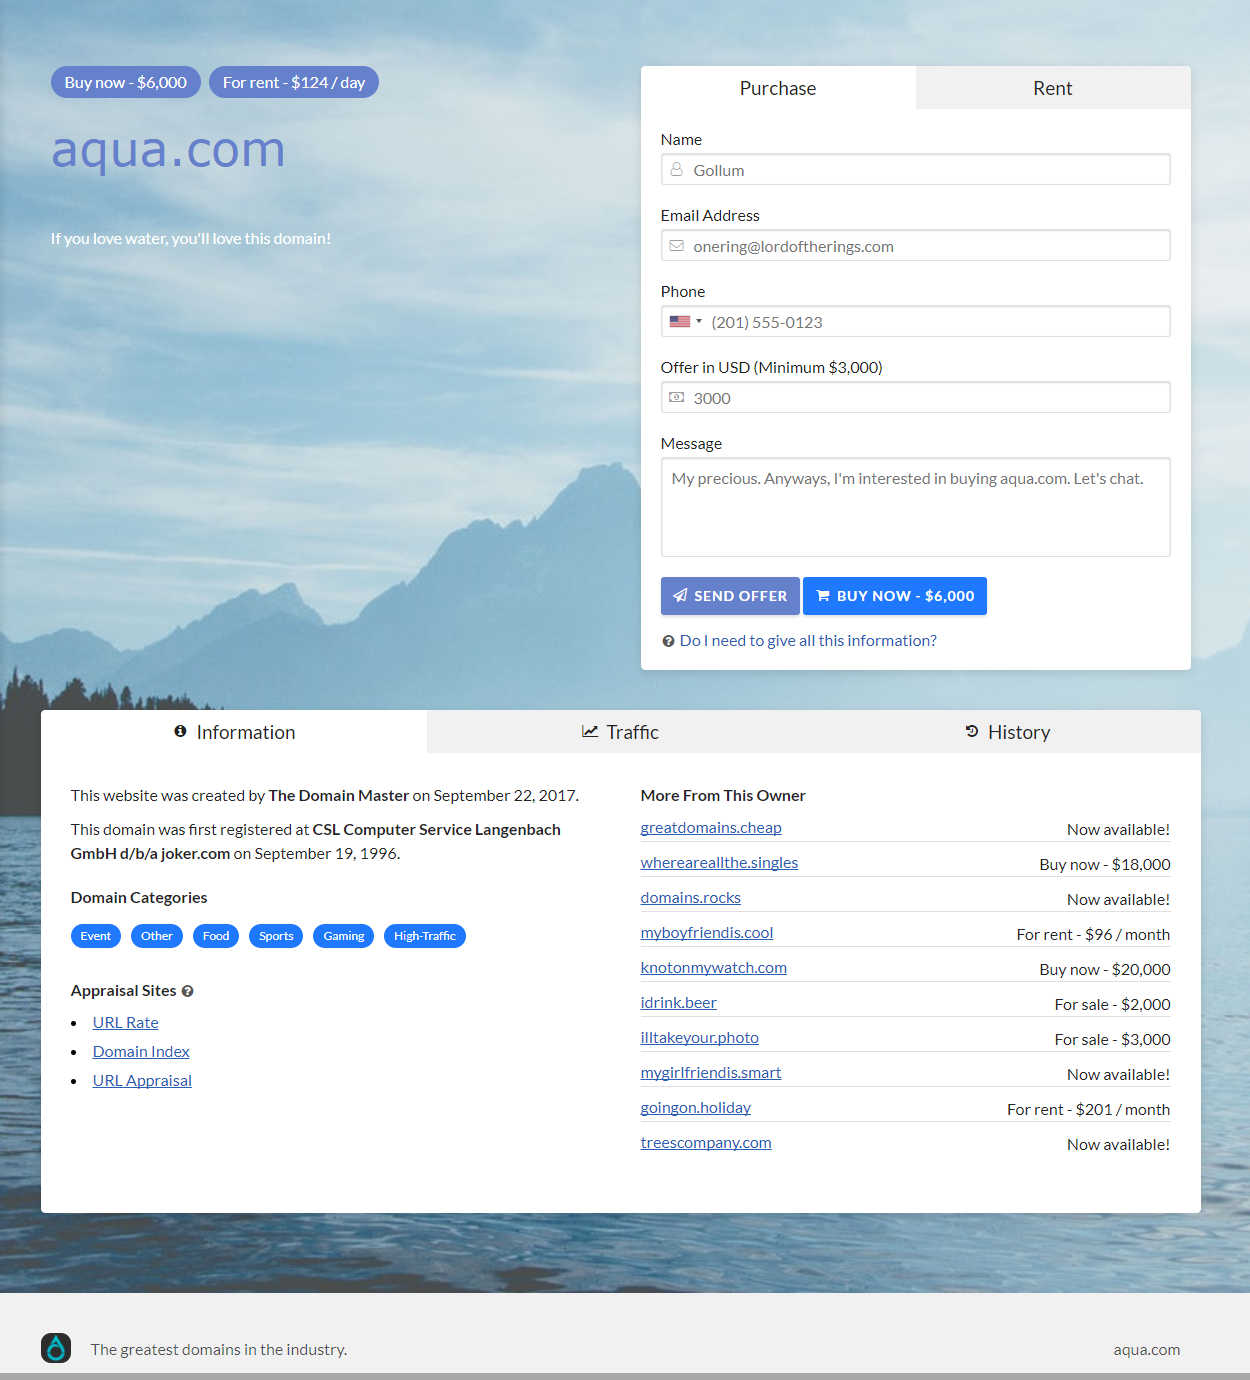 Buy now - $6,000
For rent - $124 / day
aqua.com
If you love water, you'll love this domain!
Purchase
Rent
Name
Gollum
Email Address
onering@lordoftherings.com
Phone
(201) 555-0123
Offer in USD (Minimum $3,000)
3000
Message
My precious. Anyways, I'm interested in buying aqua.com. Let's chat.
SEND OFFER
BUY NOW - $6,000
Do I need to give all this information?
Information
Traffic
History
This website was created by The Domain Master on September 22, 2017.
This domain was first registered at CSL Computer Service Langenbach
GmbH d/b/a joker.com on September 19, 1996.
Domain Categories
Event
Other
Food
Sports
Gaming
High-Traffic
Appraisal Sites
URL Rate
Domain Index
URL Appraisal
More From This Owner
greatdomains.cheap Now available!
whereareallthe.singles Buy now - $18,000
domains.rocks Now available!
myboyfriendis.cool For rent - $96 / month
knotonmywatch.com Buy now - $20,000
idrink.beer For sale - $2,000
illtakeyour.photo For sale - $3,000
mygirlfriendis.smart Now available!
goingon.holiday For rent - $201 / month
treescompany.com Now available!
The greatest domains in the industry.
aqua.com